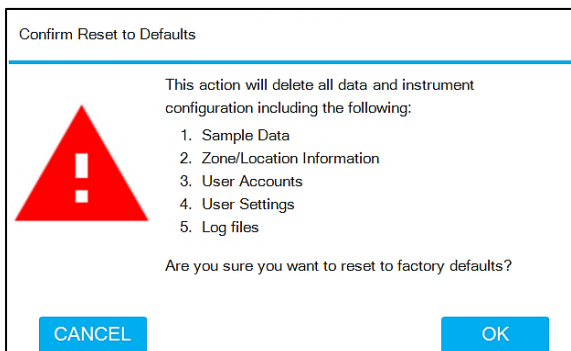 Confirm Reset to Defaults
This action will delete all data and instrument
configuration including the following:
1. Sample Data
2. Zone/Location Information
3. User Accounts
4. User Settings
5. Log files
Are you sure you want to reset to factory defaults?
CANCEL
OK